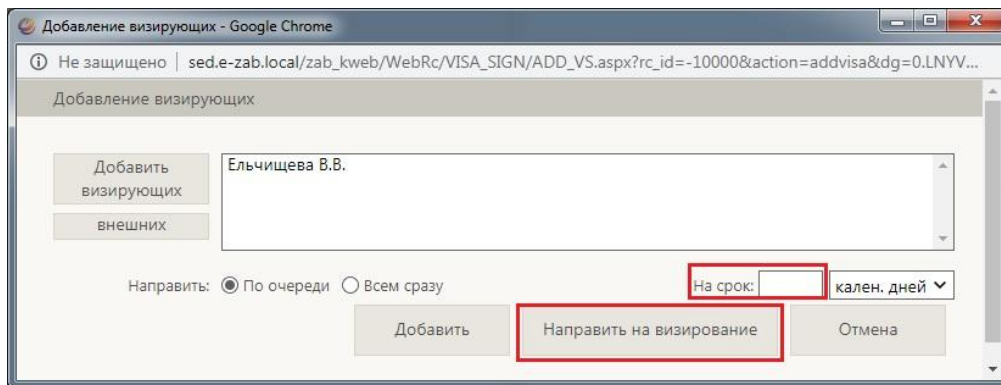 Добавление визирующих - Google Chrome
Не защищено | sed.e-zab.local/zab_kweb/WebRc/VISA_SIGN/ADD_VS.aspx?rc_id=-10000&action=addvisa&dg=0.LNYV...
Добавление визирующих
Добавить визирующих
Ельчищева В.В.
внешних
Направить: По очереди Всем сразу На срок: кален. дней
Добавить Направить на визирование Отмена